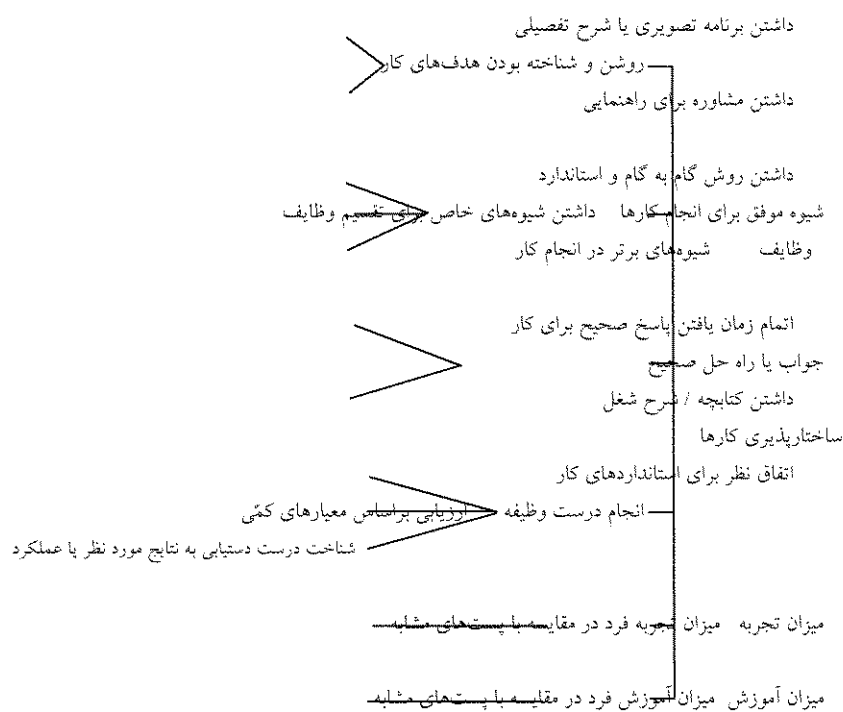 داشتن برنامه تصویری یا شرح تفصیلی
روشن و شناخته بودن هدف‌های کار
داشتن مشاوره برای راهنمایی
داشتن روش گام به گام و استاندارد
شیوه موفق برای انجام کارها داشتن شیوه‌های خاص برای تقسیم وظایف
وظایف شیوه‌های برتر در انجام کار
اتمام زمان یافتن پاسخ صحیح برای کار
جواب یا راه حل صحیح
داشتن کتابچه / شرح شغل
ساختارپذیری کارها
اتفاق نظر برای استانداردهای کار
انجام درست وظیفه ارزیابی براساس معیارهای کمّی
شناخت درست دستیابی به نتایج مورد نظر یا عملکرد
میزان تجربه میزان تجربه فرد در مقایسه با پست‌های مشابه
میزان آموزش میزان آموزش فرد در مقایسه با پست‌های مشابه